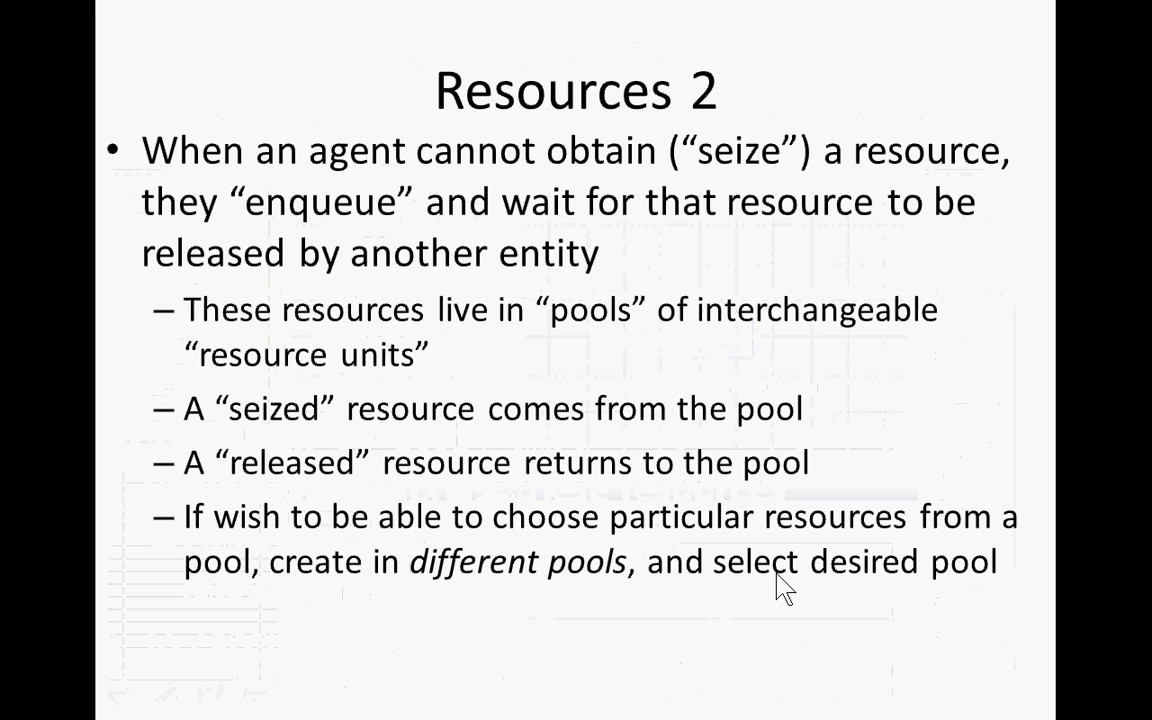 Resources 2
• When an agent cannot obtain (“seize”) a resource,
they “enqueue” and wait for that resource to be
released by another entity
– These resources live in “pools” of interchangeable
“resource units”
– A “seized” resource comes from the pool
– A “released” resource returns to the pool
– If wish to be able to choose particular resources from a
pool, create in different pools, and select desired pool